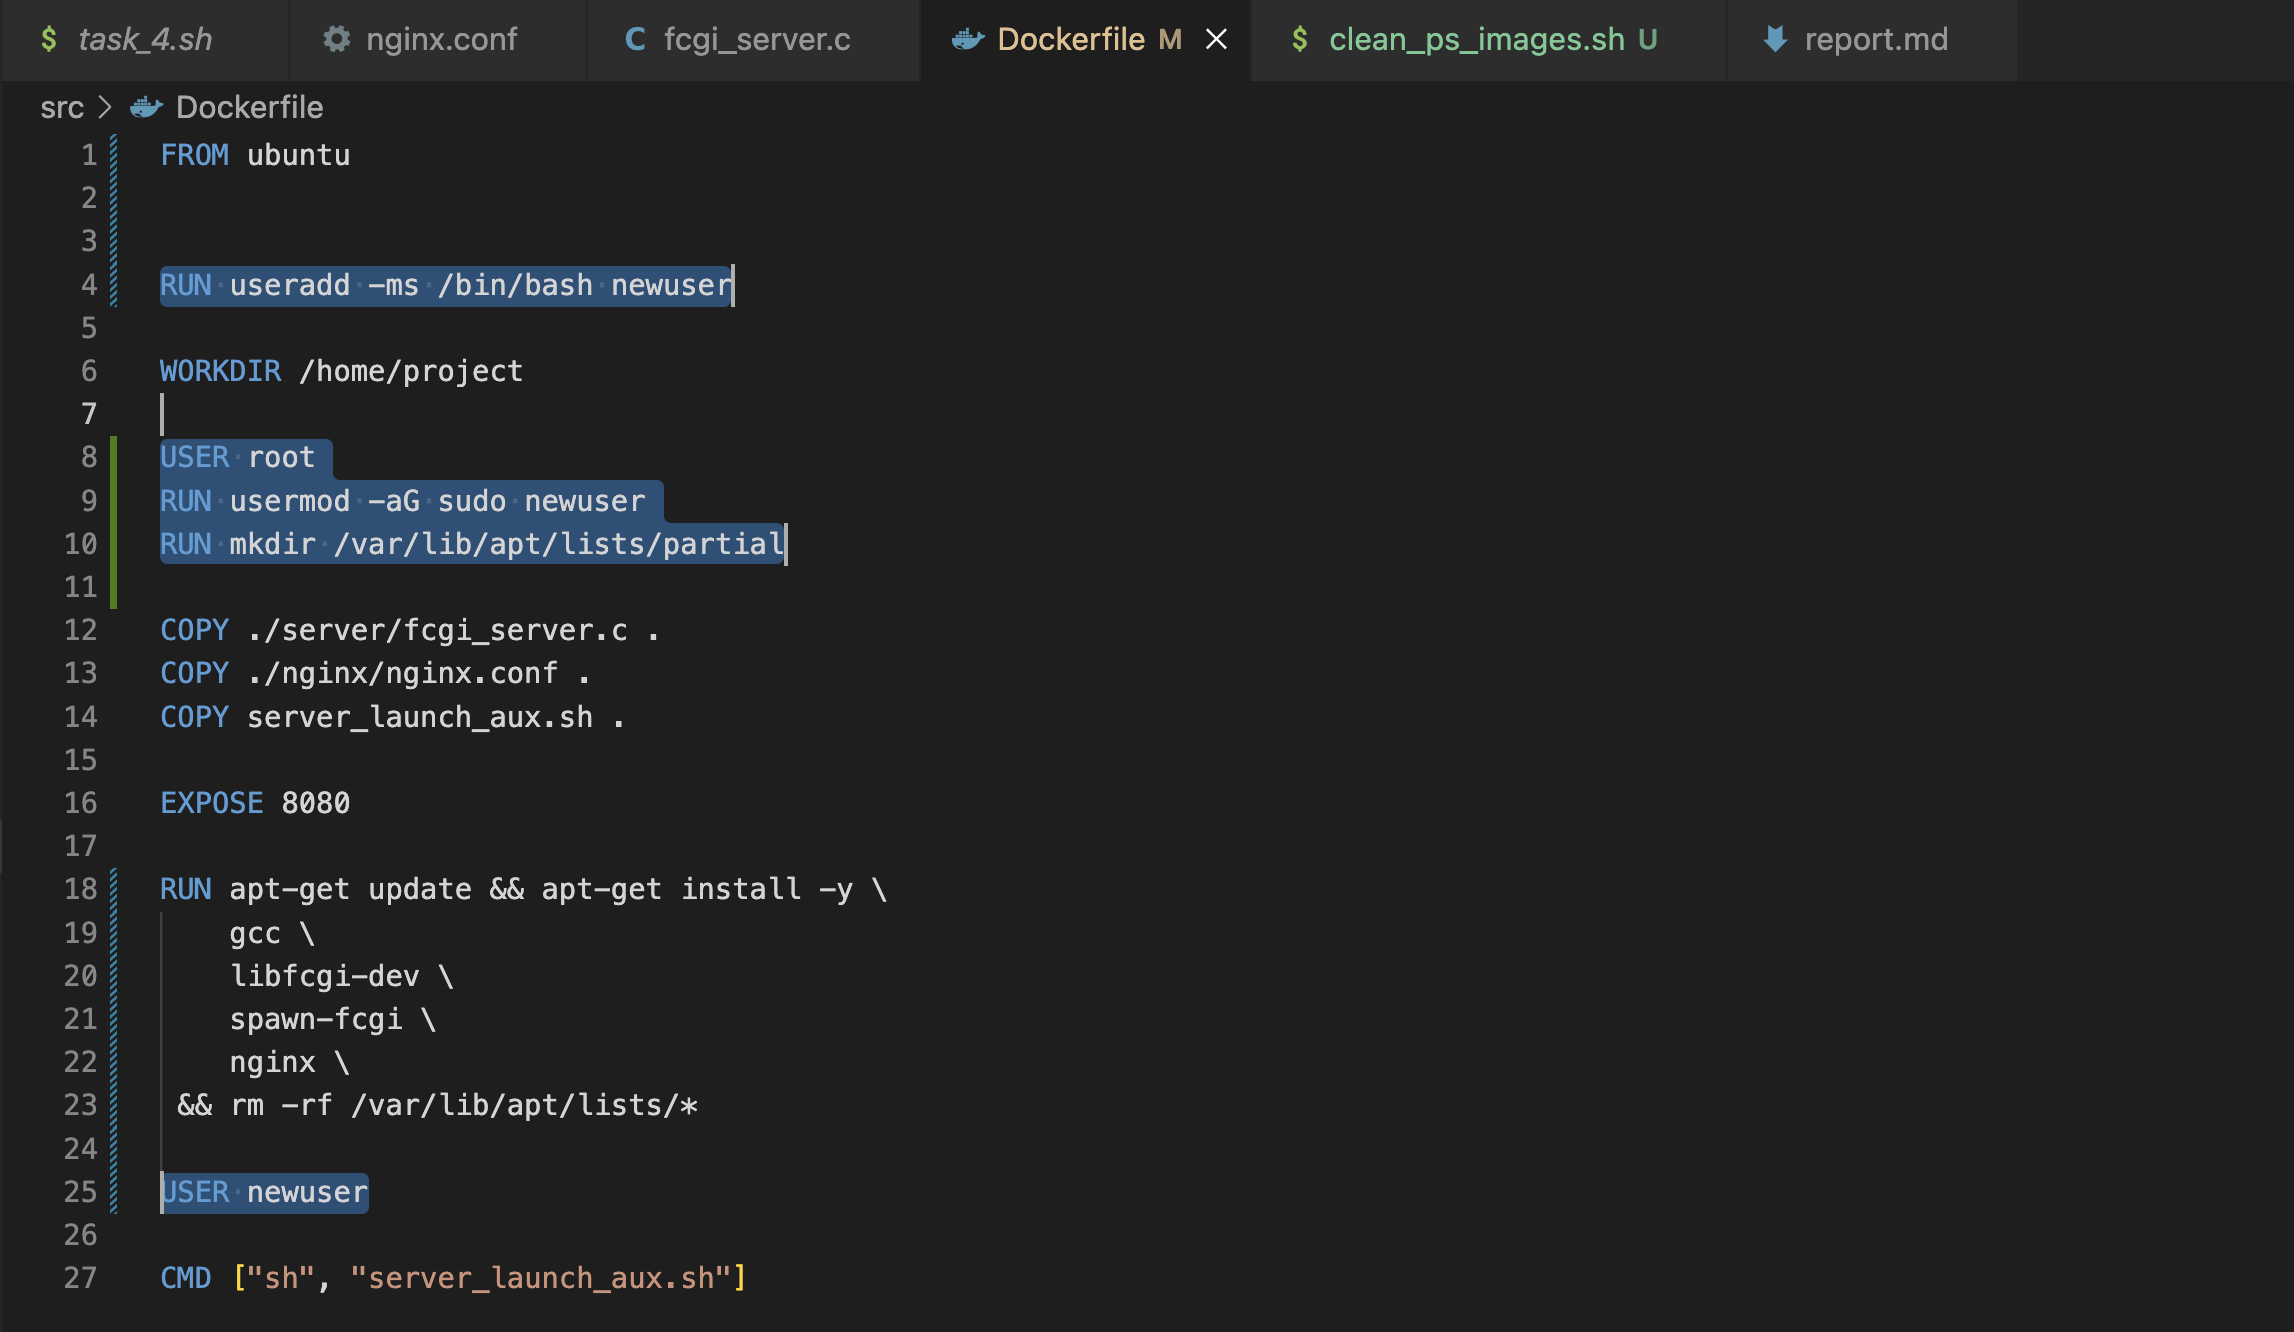 $ task_4.sh nginx.conf C fcgi_server.c Dockerfile M $ clean_ps_images.sh U report.md
src > Dockerfile
1 FROM ubuntu
2
3
4 RUN useradd -ms /bin/bash newuser
5
6 WORKDIR /home/project
7
8 USER root
9 RUN usermod -aG sudo newuser
10 RUN mkdir /var/lib/apt/lists/partial
11
12 COPY ./server/fcgi_server.c .
13 COPY ./nginx/nginx.conf .
14 COPY server_launch_aux.sh .
15
16 EXPOSE 8080
17
18 RUN apt-get update && apt-get install -y \
19 gcc \
20 libfcgi-dev \
21 spawn-fcgi \
22 nginx \
23 && rm -rf /var/lib/apt/lists/*
24
25 USER newuser
26
27 CMD ["sh", "server_launch_aux.sh"]